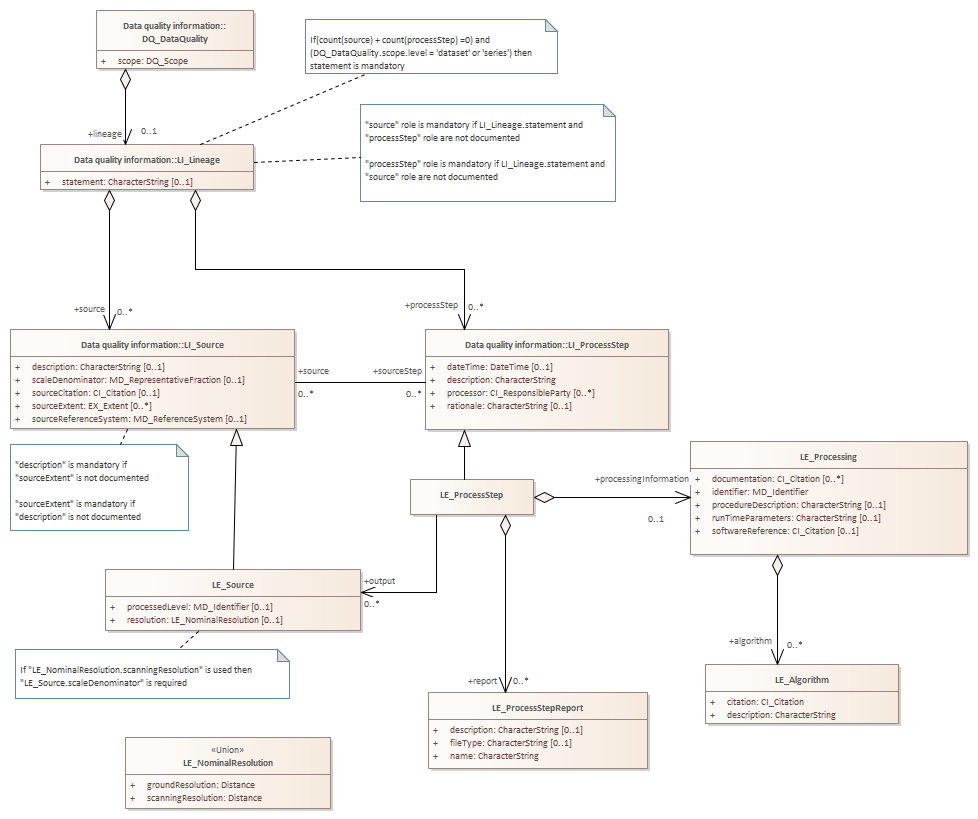 Data quality information::
DQ_DataQuality
+ scope: DQ_Scope
If(count(source) + count(processStep) =0) and
(DQ_DataQuality.scope.level = 'dataset' or 'series') then
statement is mandatory
+lineage
0..1
"source" role is mandatory if LI_Lineage.statement and
"processStep" role are not documented
"processStep" role is mandatory if LI_Lineage.statement and
"source" role are not documented
Data quality information::LI_Lineage
+ statement: CharacterString [0..1]
+source
0..*
+processStep
0..*
Data quality information::LI_Source
+ description: CharacterString [0..1]
+ scaleDenominator: MD_RepresentativeFraction [0..1]
+ sourceCitation: CI_Citation [0..1]
+ sourceExtent: EX_Extent [0..*]
+ sourceReferenceSystem: MD_ReferenceSystem [0..1]
+source
0..*
+sourceStep
0..*
Data quality information::LI_ProcessStep
+ dateTime: DateTime [0..1]
+ description: CharacterString
+ processor: CI_ResponsibleParty [0..*]
+ rationale: CharacterString [0..1]
"description" is mandatory if
"sourceExtent" is not documented
"sourceExtent" is mandatory if
"description" is not documented
LE_ProcessStep
+processingInformation
0..1
LE_Processing
+ documentation: CI_Citation [0..*]
+ identifier: MD_Identifier
+ procedureDescription: CharacterString [0..1]
+ runTimeParameters: CharacterString [0..1]
+ softwareReference: CI_Citation [0..1]
LE_Source
+ processedLevel: MD_Identifier [0..1]
+ resolution: LE_NominalResolution [0..1]
+output
0..*
If "LE_NominalResolution.scanningResolution" is used then
"LE_Source.scaleDenominator" is required
+report
0..*
+algorithm
0..*
LE_ProcessStepReport
+ description: CharacterString [0..1]
+ fileType: CharacterString [0..1]
+ name: CharacterString
LE_Algorithm
+ citation: CI_Citation
+ description: CharacterString
«Union»
LE_NominalResolution
+ groundResolution: Distance
+ scanningResolution: Distance